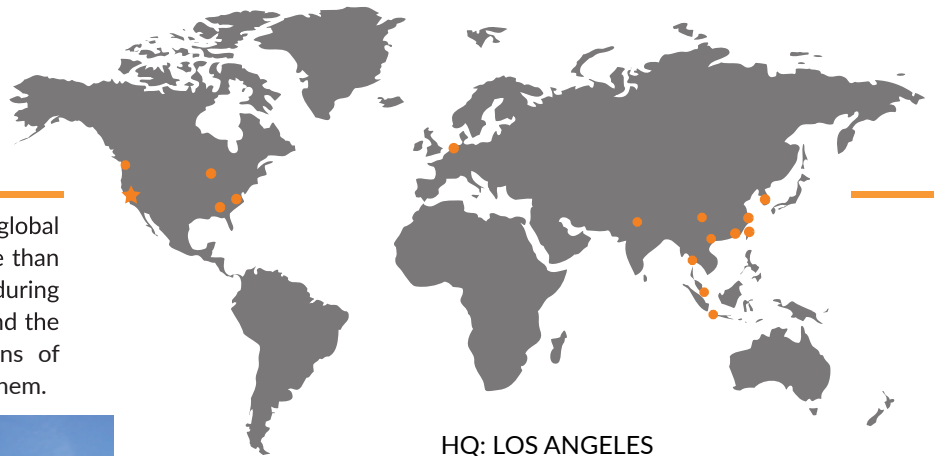 global
than
during
nd the
ns of
hem.
HQ: LOS ANGELES